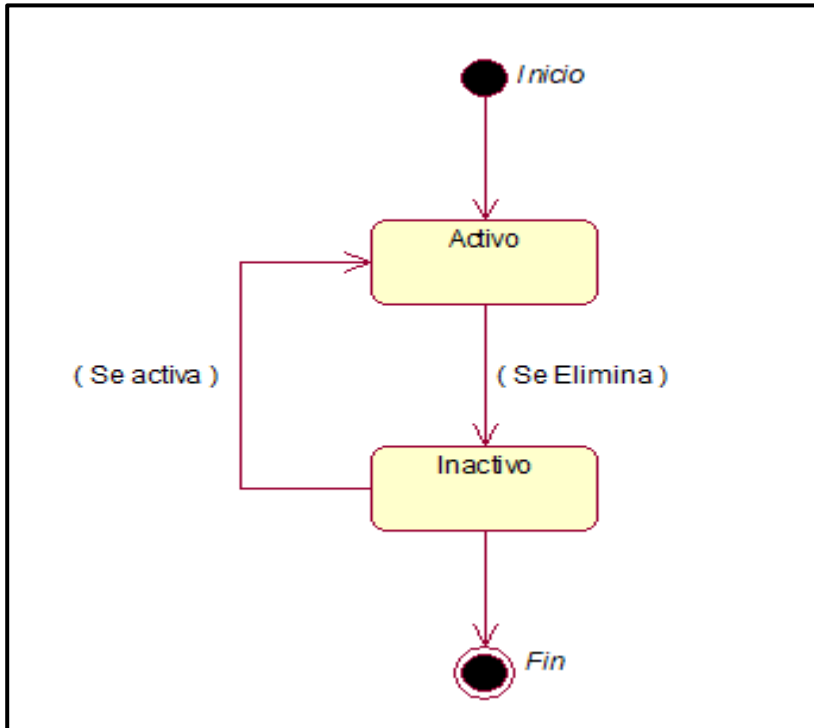 Inicio
Activo
( Se activa )
( Se Elimina )
Inactivo
Fin